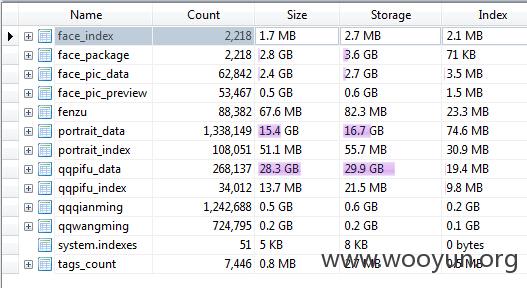 Name Count Size Storage Index
face_index 2,218 1.7 MB 2.7 MB 2.1 MB
face_package 2,218 2.8 GB 3.6 GB 71 KB
face_pic_data 62,842 2.4 GB 2.7 GB 3.5 MB
face_pic_preview 53,467 0.5 GB 0.6 GB 1.5 MB
fenzu 88,382 67.6 MB 82.3 MB 23.3 MB
portrait_data 1,338,149 15.4 GB 16.7 GB 74.6 MB
portrait_index 108,051 51.1 MB 55.7 MB 30.9 MB
qqpifu_data 268,137 28.3 GB 29.9 GB 19.4 MB
qqpifu_index 34,012 13.7 MB 21.5 MB 9.8 MB
qqqianming 1,242,688 0.5 GB 0.6 GB 0.2 GB
qqwangming 724,795 0.2 GB 0.2 GB 0.1 GB
system.indexes 51 5 KB 8 KB 0 bytes
tags_count 7,446 0.8 MB 2.7 MB 0.5 MB
www.wooyun.org